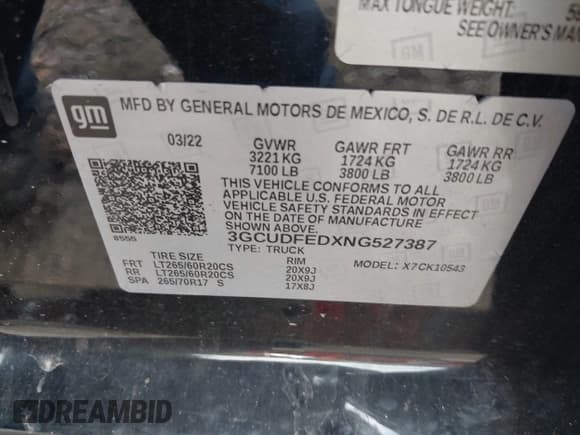 MAX TONGUE WEIGHT:
SEE OWNER'S MAN
gm
MFD BY GENERAL MOTORS DE MEXICO, S. DE R.L. DE C.V.
03/22 GVWR GAWR FRT GAWR RR
3221 KG 1724 KG 1724 KG
7100 LB 3800 LB 3800 LB
THIS VEHICLE CONFORMS TO ALL
APPLICABLE U.S. FEDERAL MOTOR
VEHICLE SAFETY STANDARDS IN EFFECT
ON THE DATE OF MANUFACTURE SHOWN ABOVE.
8555 3GCUDFEDXNG527387
TYPE: TRUCK
TIRE SIZE RIM MODEL: X7CK10543
FRT LT265/60R20CS 20X9J
RR LT265/60R20CS 20X9J
SPA 265/70R17 S 17X8J
DREAMBID